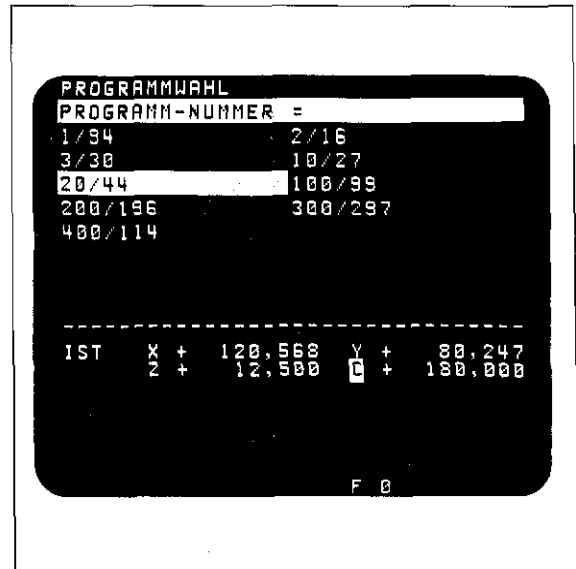 PROGRAMMWAHL
PROGRAMM-NUMMER =
1/94 2/16
3/30 10/27
20/44 100/99
200/196 300/297
400/114
IST X + 120,568 Y + 80,247
Z + 12,500 C + 180,000
F 0